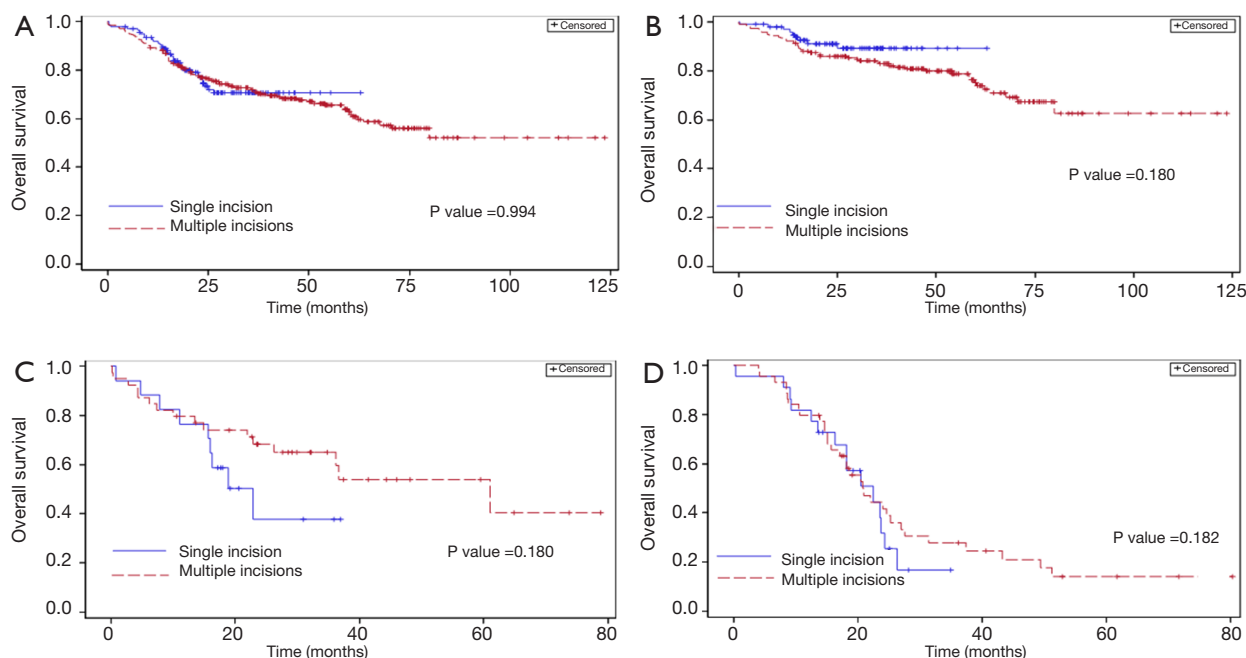 A
+ Censored
1.0
0.8
0.6
0.4
0.2
0.0
Overall survival
Single incision
Multiple incisions
P value =0.994
0 25 50 75 100 125
Time (months)
B
+ Censored
1.0
0.8
0.6
0.4
0.2
0.0
Overall survival
P value =0.180
Single incision
Multiple incisions
0 25 50 75 100 125
Time (months)
C
+ Censored
1.0
0.8
0.6
0.4
0.2
0.0
Overall survival
Single incision
Multiple incisions
P value =0.180
0 20 40 60 80
Time (months)
D
+ Censored
1.0
0.8
0.6
0.4
0.2
0.0
Overall survival
P value =0.182
Single incision
Multiple incisions
0 20 40 60 80
Time (months)